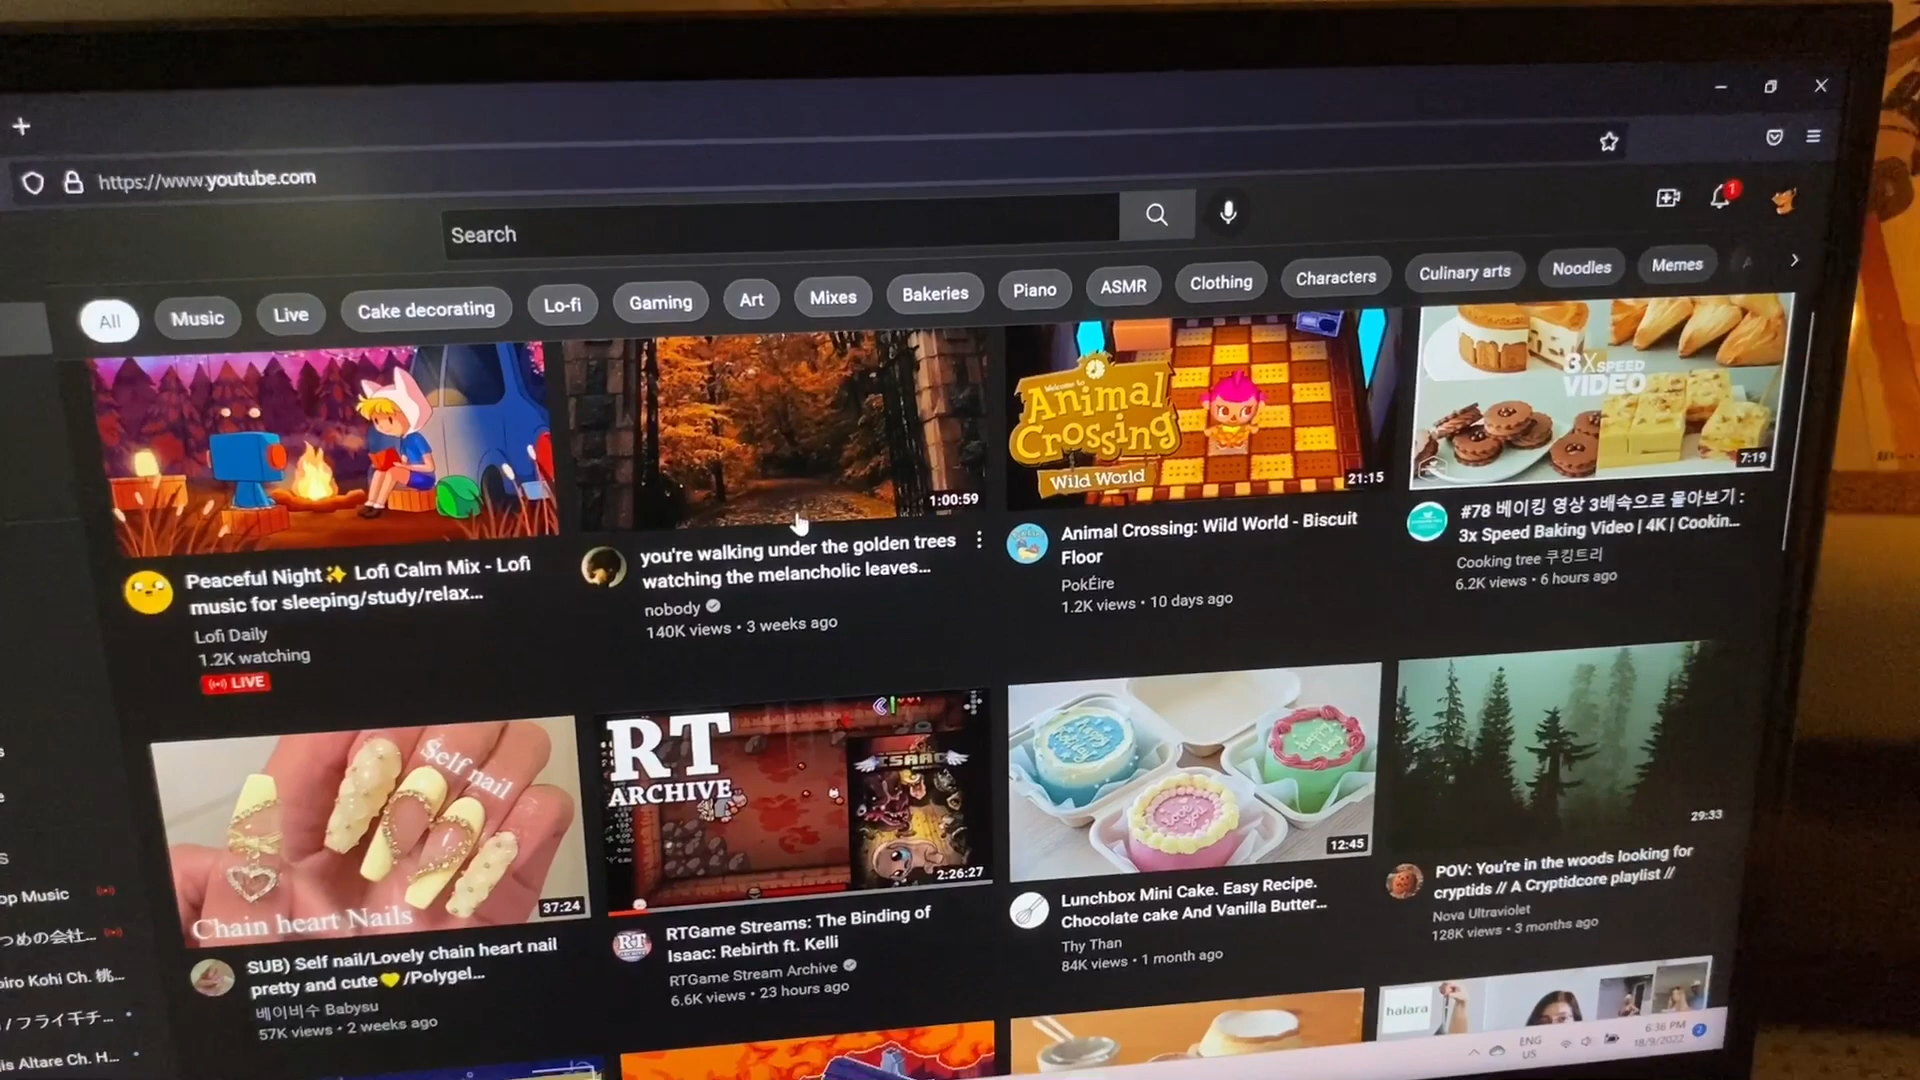 https://www.youtube.com
Search
1
All
Music
Live
Cake decorating
Lo-fi
Gaming
Art
Mixes
Bakeries
Piano
ASMR
Clothing
Characters
Culinary arts
Noodles
Memes
1:00:59
Welcome to
Animal
Crossing
Wild World
21:15
3X SPEED
VIDEO
7:19
Peaceful Night✨ Lofi Calm Mix - Lofi
music for sleeping/study/relax...
Lofi Daily
1.2K watching
LIVE
you're walking under the golden trees
watching the melancholic leaves...
nobody
140K views • 3 weeks ago
Animal Crossing: Wild World - Biscuit
Floor
PokÉire
1.2K views • 10 days ago
#78 베이킹 영상 3배속으로 몰아보기 :
3x Speed Baking Video | 4K | Cookin...
Cooking tree 쿠킹트리
6.2K views • 6 hours ago
Self nail
Chain heart Nails
37:24
RT
ARCHIVE
ISAAC
2:26:27
happy
12:45
29:33
SUB) Self nail/Lovely chain heart nail
pretty and cute💛/Polygel...
베이비수 Babysu
57K views • 2 weeks ago
RT
RTGame Streams: The Binding of
Isaac: Rebirth ft. Kelli
RTGame Stream Archive
6.6K views • 23 hours ago
Lunchbox Mini Cake. Easy Recipe.
Chocolate cake And Vanilla Butter...
Thy Than
84K views • 1 month ago
POV: You're in the woods looking for
cryptids // A Cryptidcore playlist //
Nova Ultraviolet
128K views • 3 months ago
op Music
つめの会社...
iro Kohi Ch. 桃...
/ フライ千チ...
is Altare Ch. H...
halara
ENG
US
6:36 PM
18/9/2022
2